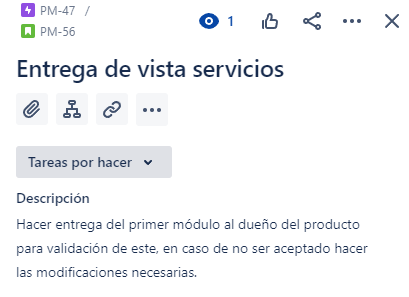 PM-47 /
PM-56
1
Entrega de vista servicios
Tareas por hacer
Descripción
Hacer entrega del primer módulo al dueño del producto
para validación de este, en caso de no ser aceptado hacer
las modificaciones necesarias.